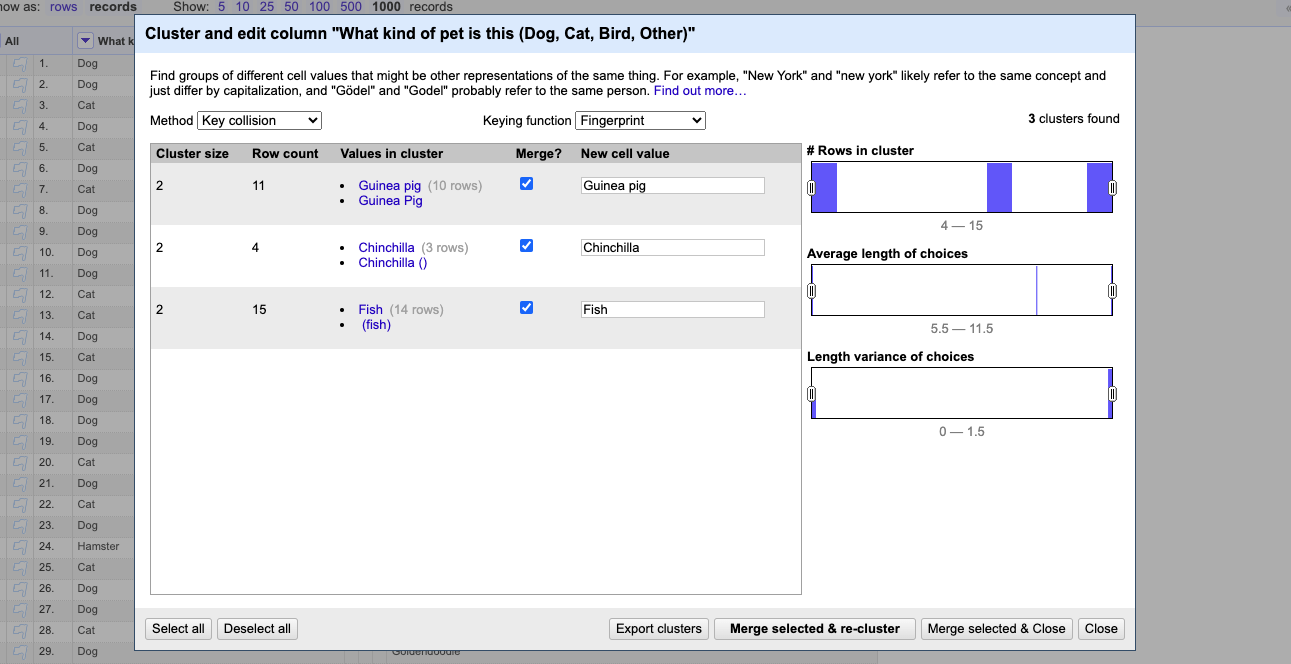 now as: rows records Show: 5 10 25 50 100 500 1000 records
All What k
1. Dog
2. Dog
3. Cat
4. Dog
5. Cat
6. Dog
7. Cat
8. Dog
9. Dog
10. Dog
11. Dog
12. Cat
13. Cat
14. Dog
15. Cat
16. Dog
17. Dog
18. Dog
19. Dog
20. Cat
21. Dog
22. Cat
23. Dog
24. Hamster
25. Cat
26. Dog
27. Dog
28. Cat
29. Dog
Cluster and edit column "What kind of pet is this (Dog, Cat, Bird, Other)"
Find groups of different cell values that might be other representations of the same thing. For example, "New York" and "new york" likely refer to the same concept and
just differ by capitalization, and "Gödel" and "Godel" probably refer to the same person. Find out more…
Method Key collision Keying function Fingerprint 3 clusters found
Cluster size Row count Values in cluster Merge? New cell value
2 11 • Guinea pig (10 rows) Guinea pig
• Guinea Pig
2 4 • Chinchilla (3 rows) Chinchilla
• Chinchilla ()
2 15 • Fish (14 rows) Fish
• (fish)
# Rows in cluster
4 — 15
Average length of choices
5.5 — 11.5
Length variance of choices
0 — 1.5
Select all Deselect all Export clusters Merge selected & re-cluster Merge selected & Close Close
Goldendoodle